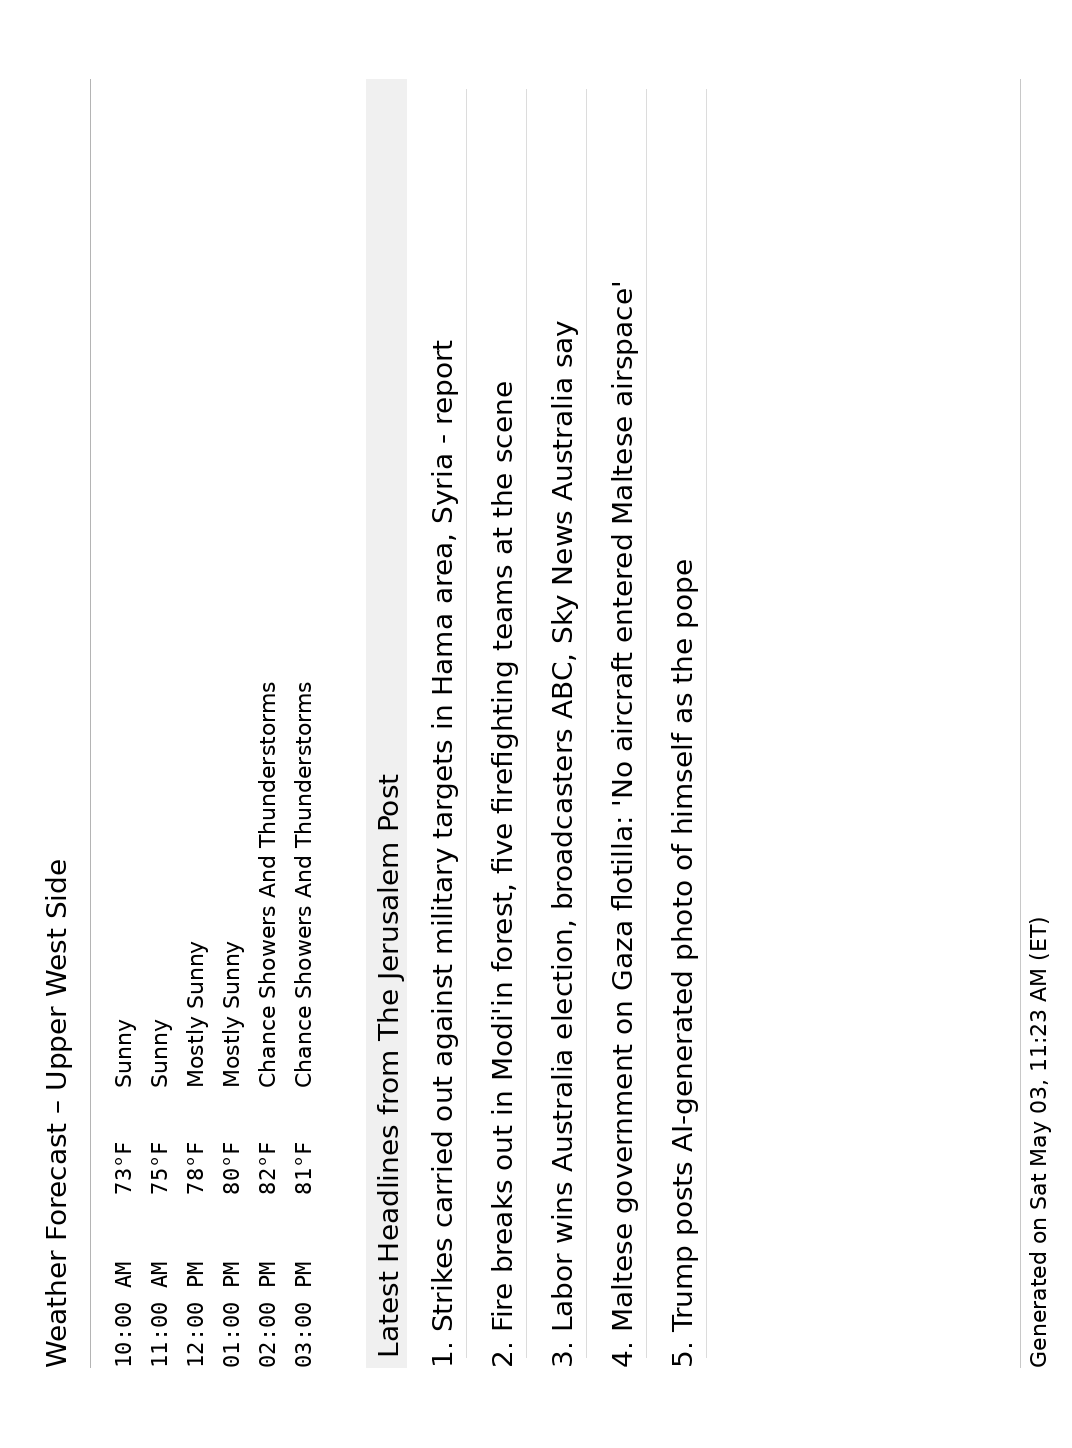 Weather Forecast – Upper West Side
10:00 AM 73°F Sunny
11:00 AM 75°F Sunny
12:00 PM 78°F Mostly Sunny
01:00 PM 80°F Mostly Sunny
02:00 PM 82°F Chance Showers And Thunderstorms
03:00 PM 81°F Chance Showers And Thunderstorms
Latest Headlines from The Jerusalem Post
1. Strikes carried out against military targets in Hama area, Syria - report
2. Fire breaks out in Modi'in forest, five firefighting teams at the scene
3. Labor wins Australia election, broadcasters ABC, Sky News Australia say
4. Maltese government on Gaza flotilla: 'No aircraft entered Maltese airspace'
5. Trump posts AI-generated photo of himself as the pope
Generated on Sat May 03, 11:23 AM (ET)